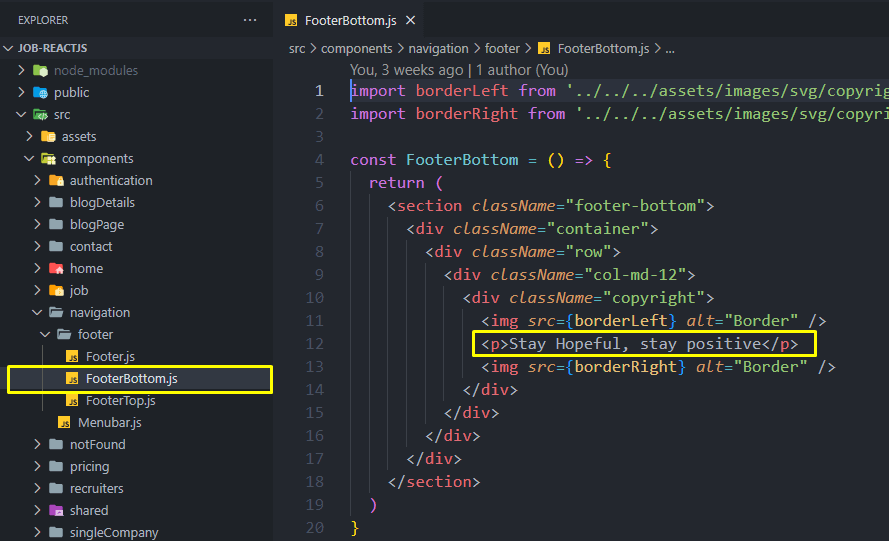 EXPLORER
...
JOB-REACTJS
node_modules
public
src
assets
components
authentication
blogDetails
blogPage
contact
home
job
navigation
footer
Footer.js
FooterBottom.js
FooterTop.js
Menubar.js
notFound
pricing
recruiters
shared
singleCompany
JS FooterBottom.js ×
src > components > navigation > footer > JS FooterBottom.js > ...
You, 3 weeks ago | 1 author (You)
1 import borderLeft from '../../../assets/images/svg/copyrig
2 import borderRight from '../../../assets/images/svg/copyri
3
4 const FooterBottom = () => {
5 return (
6 <section className="footer-bottom">
7 <div className="container">
8 <div className="row">
9 <div className="col-md-12">
10 <div className="copyright">
11 <img src={borderLeft} alt="Border" />
12 <p>Stay Hopeful, stay positive</p>
13 <img src={borderRight} alt="Border" />
14 </div>
15 </div>
16 </div>
17 </div>
18 </section>
19 )
20 }